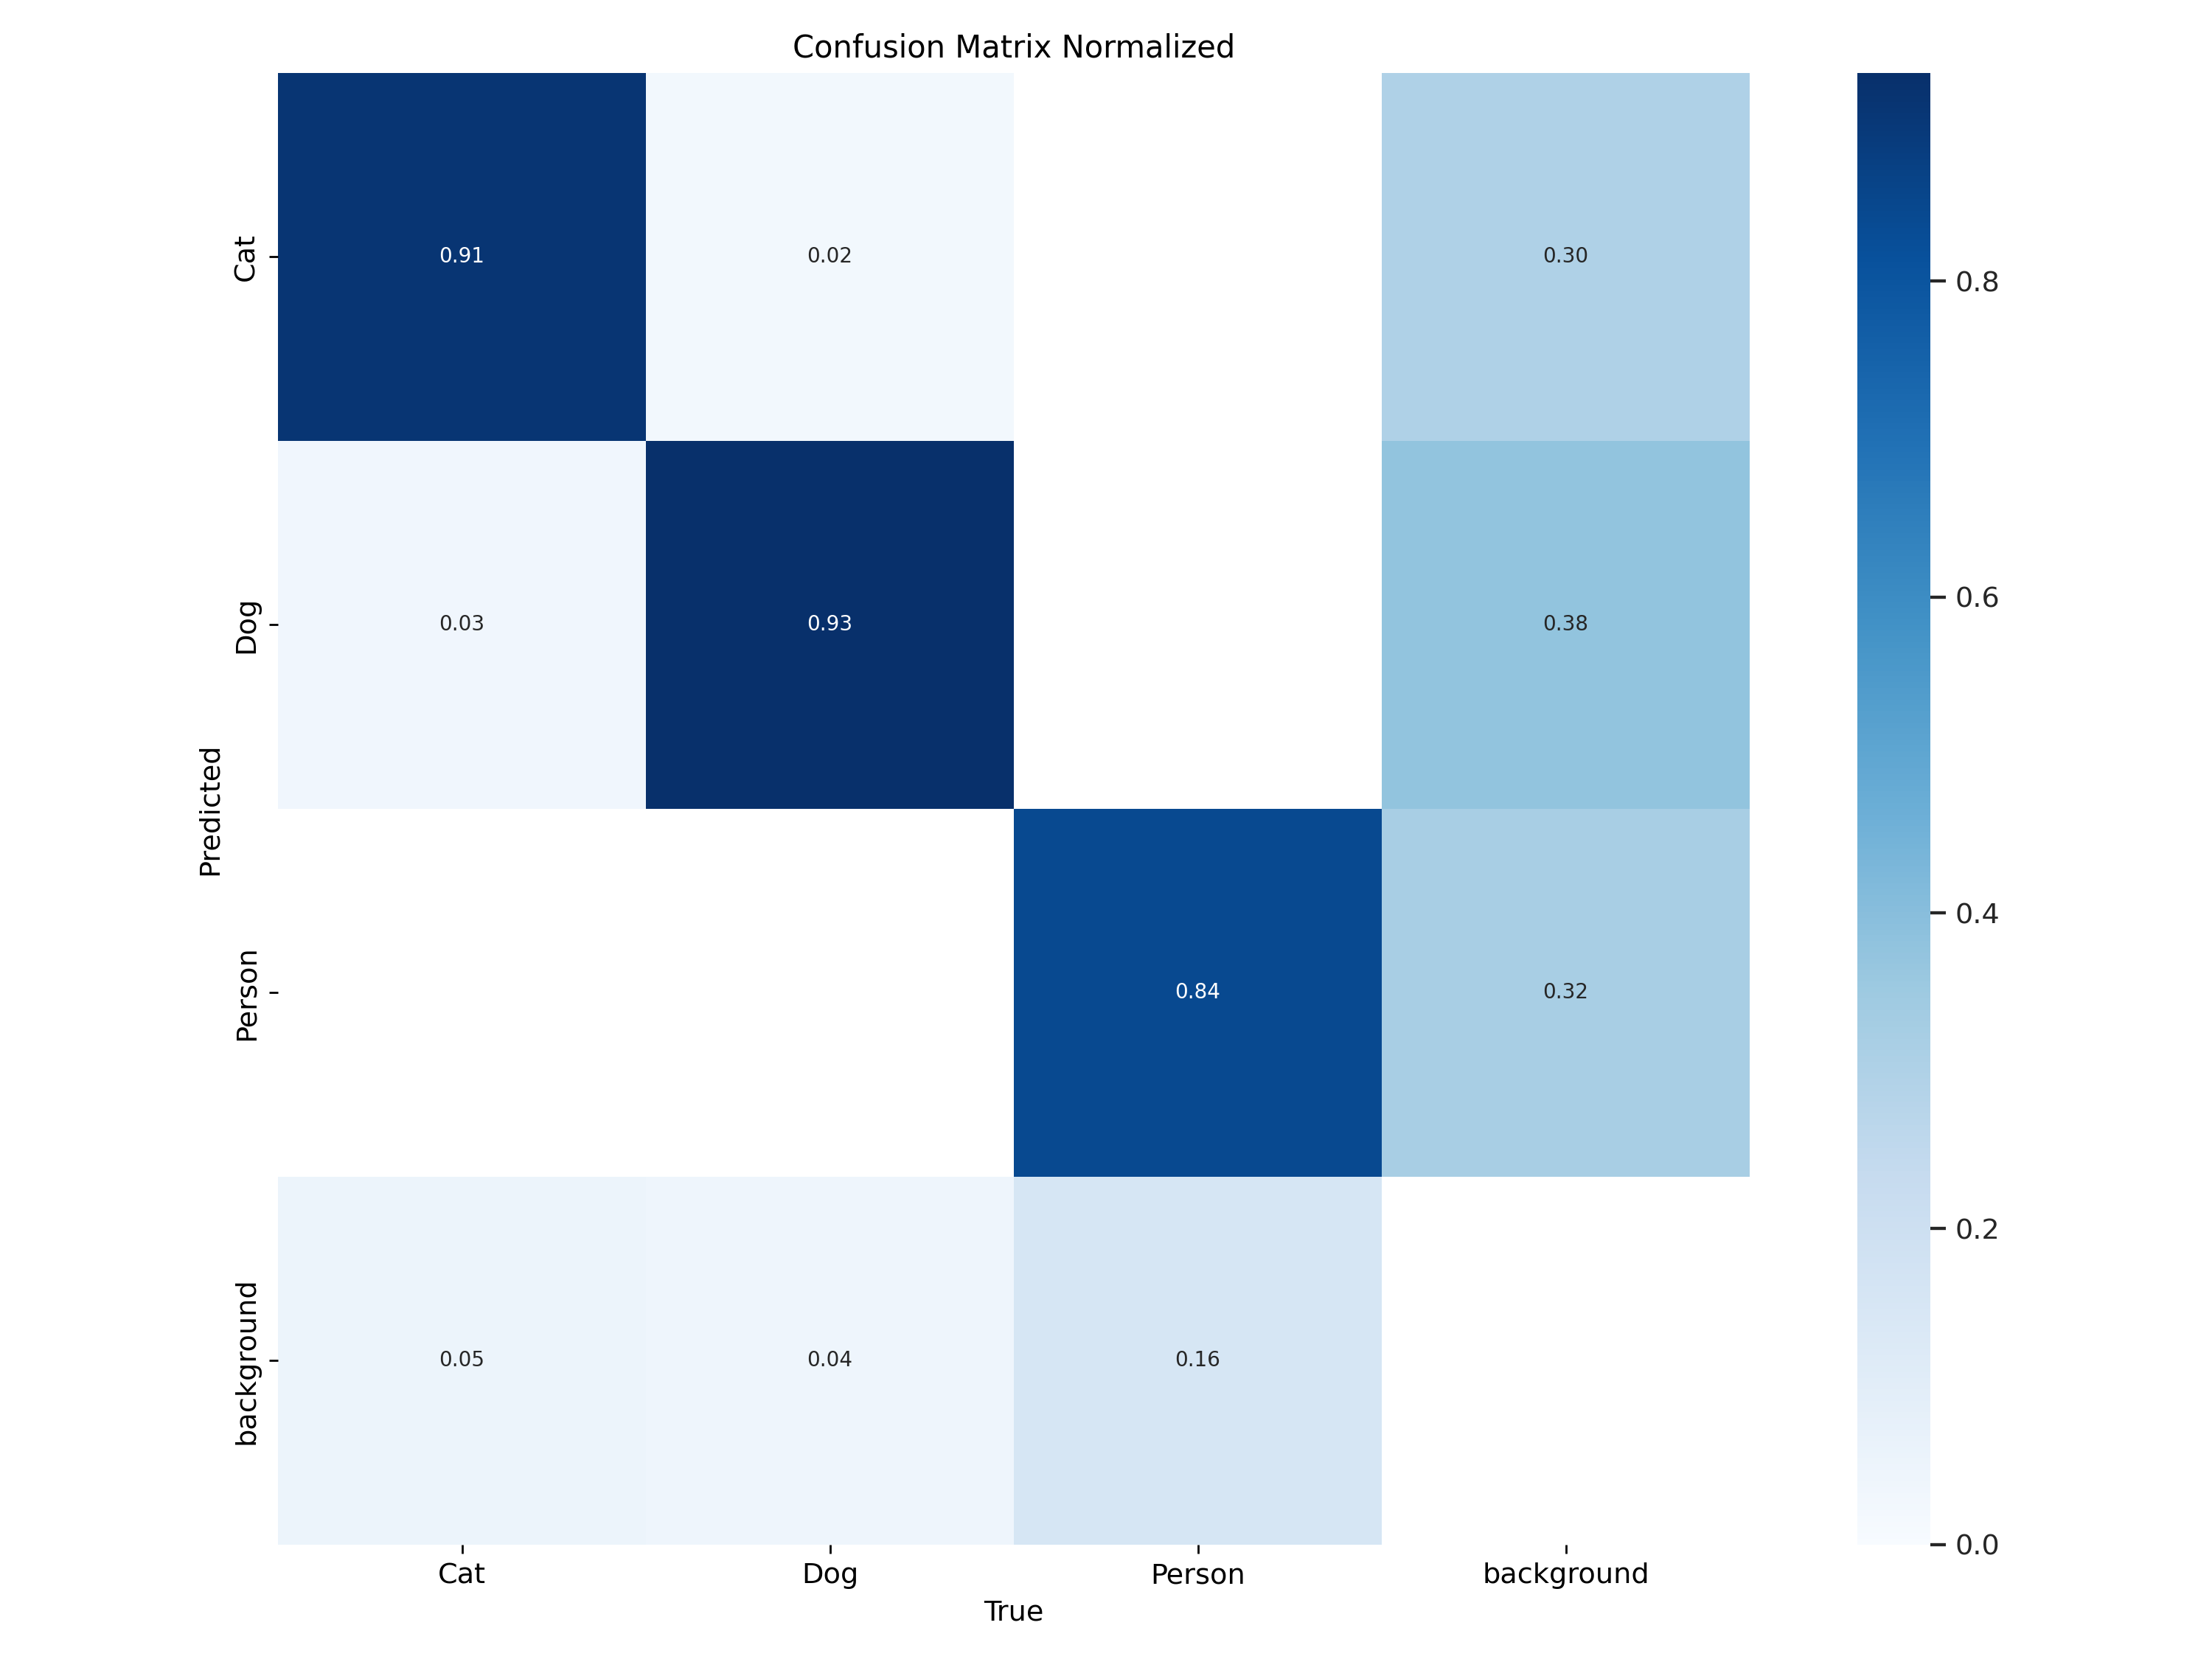 Confusion Matrix Normalized
Cat
0.91
0.02
0.30
Dog
0.03
0.93
0.38
Person
0.84
0.32
background
0.05
0.04
0.16
Predicted
Cat
Dog
Person
background
True
0.8
0.6
0.4
0.2
0.0